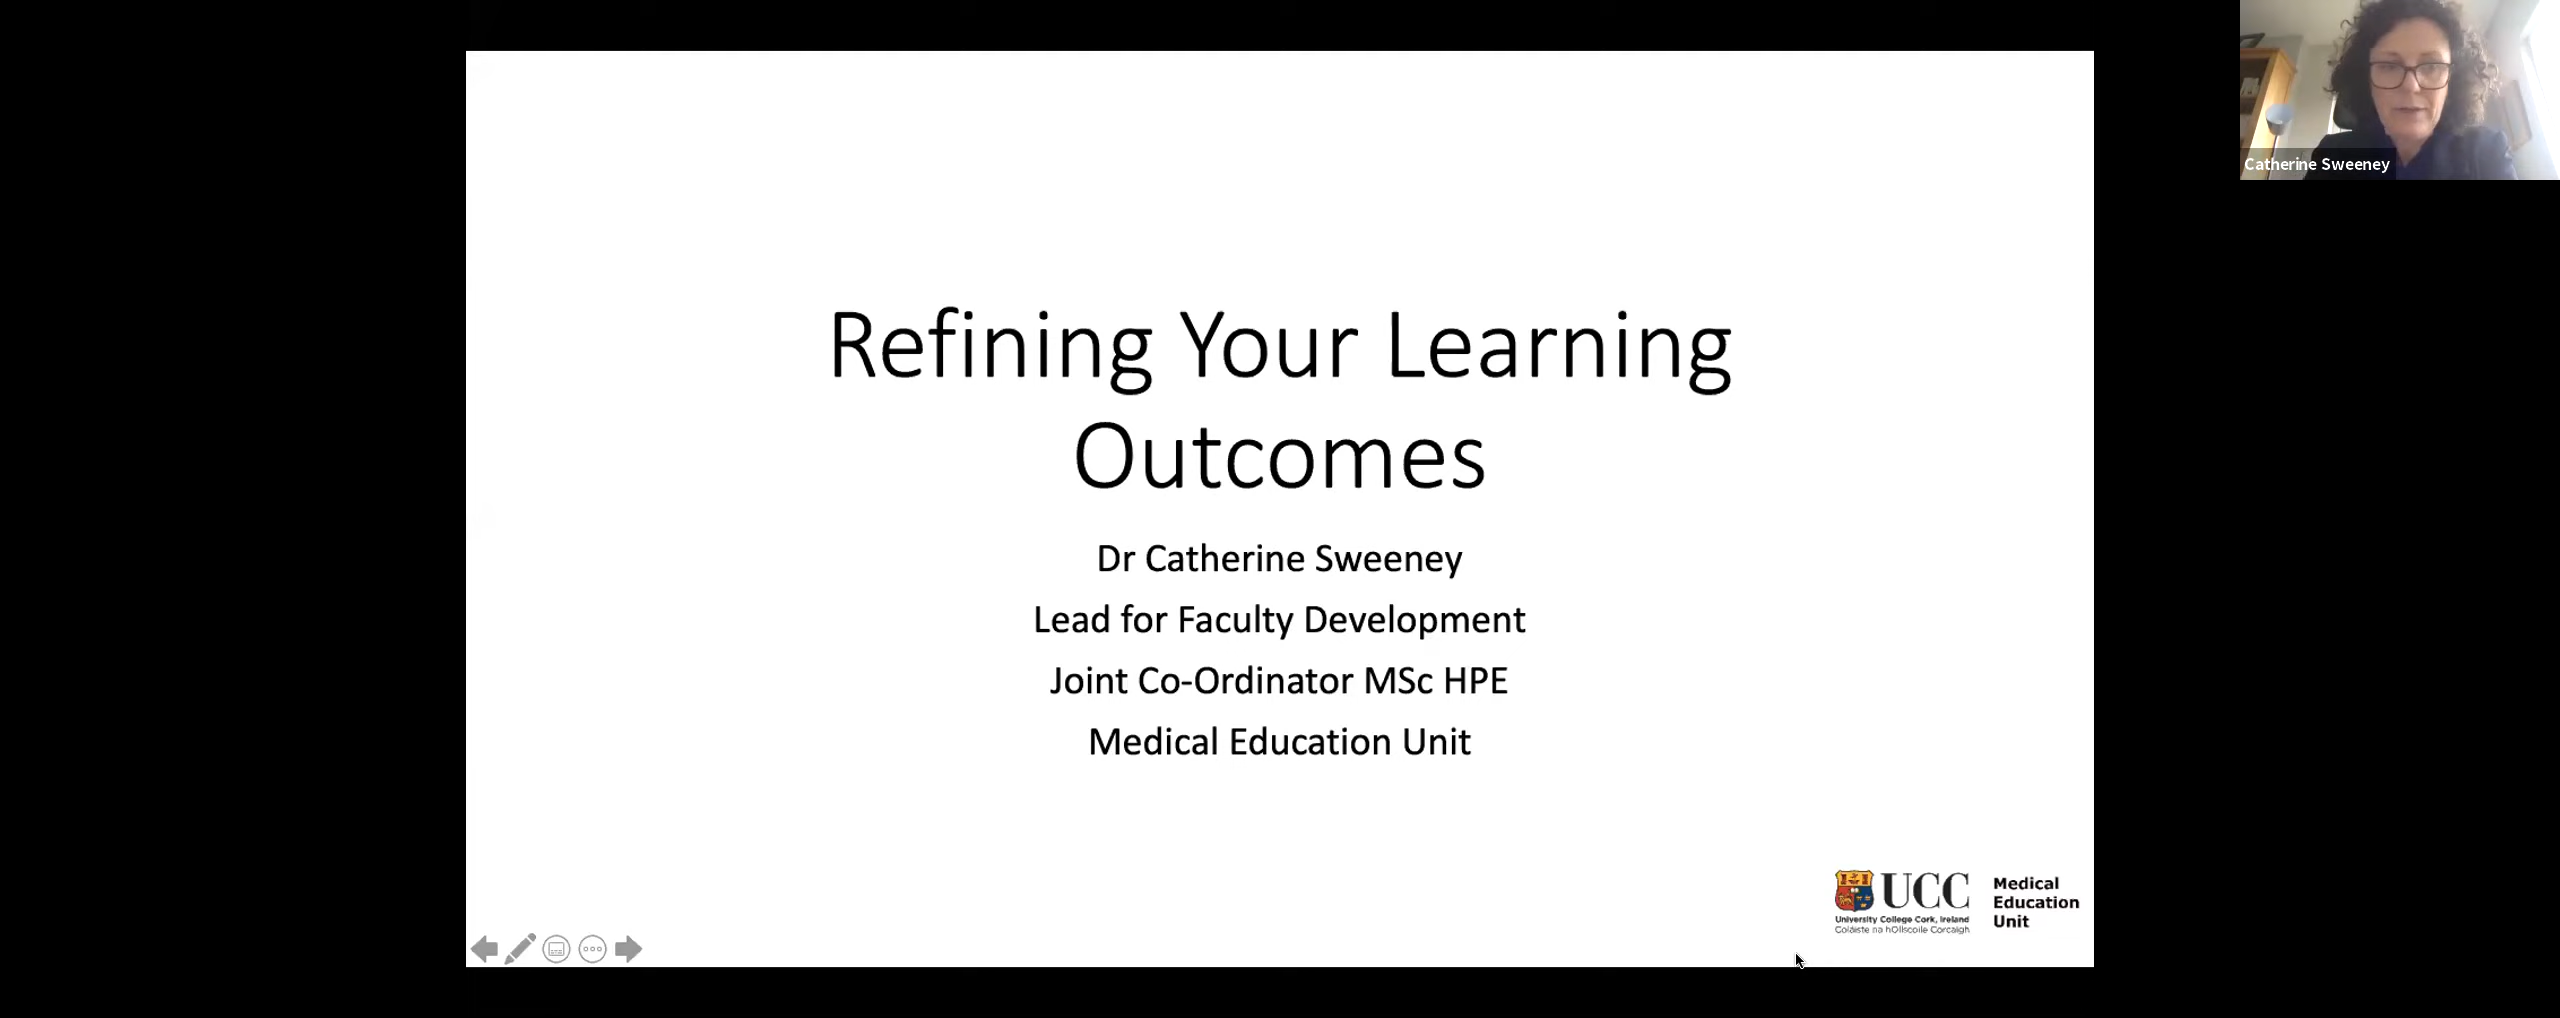 Refining Your Learning
Outcomes
Dr Catherine Sweeney
Lead for Faculty Development
Joint Co-Ordinator MSc HPE
Medical Education Unit
UCC
University College Cork, Ireland
Coláiste na hOllscoile Corcaigh
Medical
Education
Unit
Catherine Sweeney